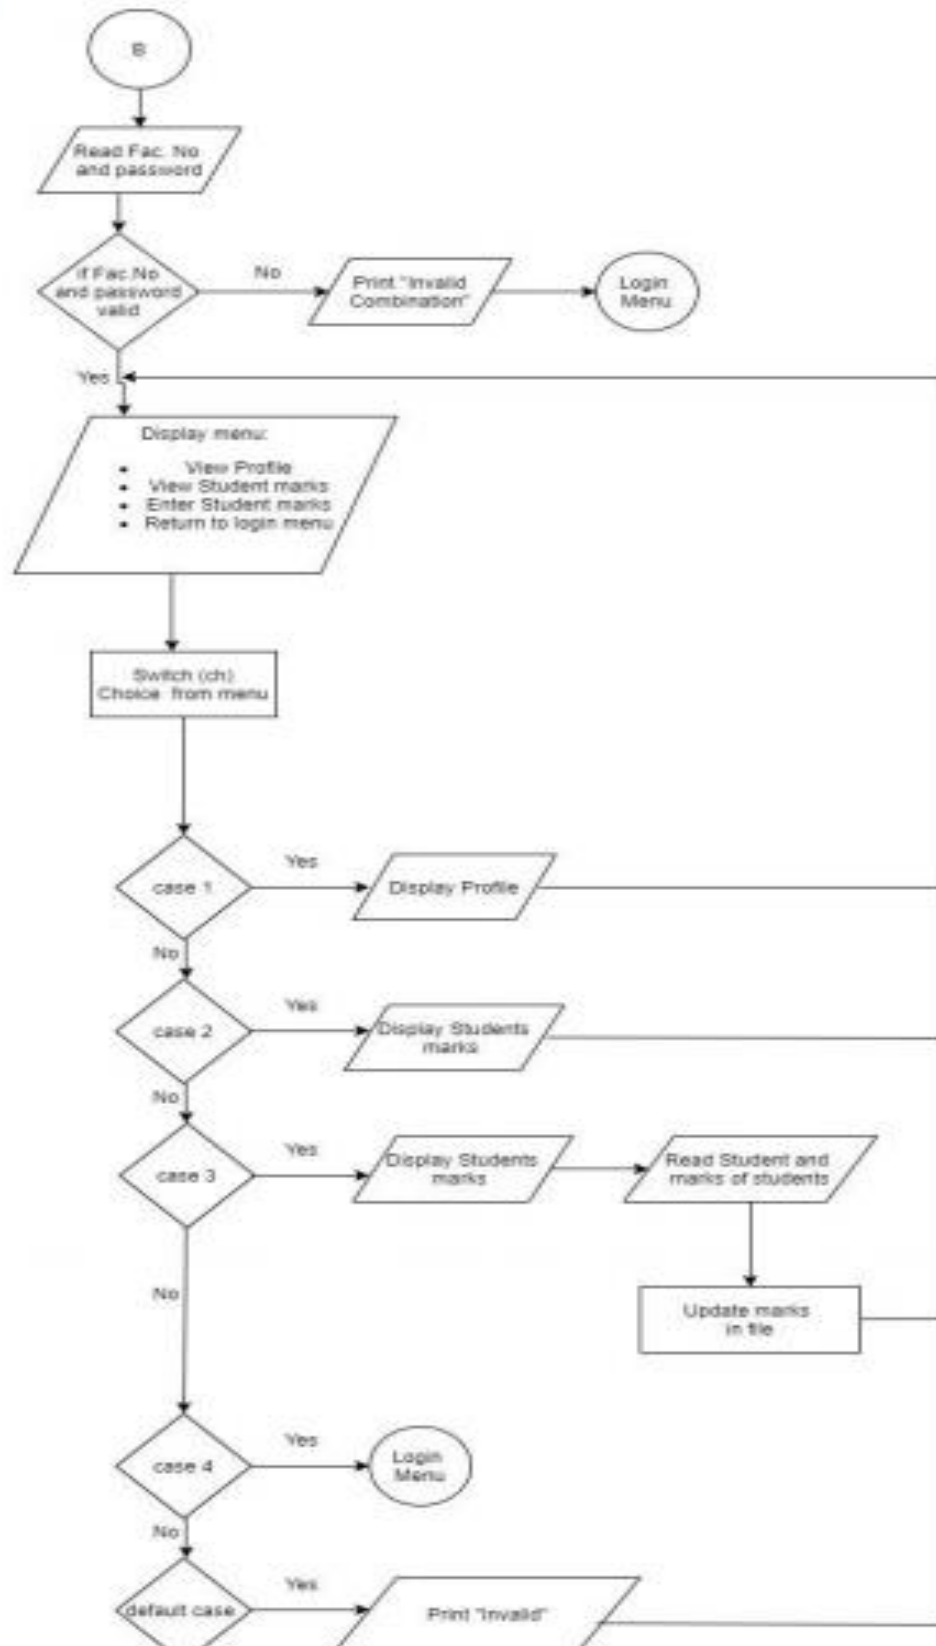 B
Read Fac. No
and password
if Fac.No
and password
valid
No
Print "Invalid
Combination"
Login
Menu
Yes
Display menu:
• View Profile
• View Student marks
• Enter Student marks
• Return to login menu
Switch (ch)
Choice from menu
case 1
Yes
Display Profile
No
case 2
Yes
Display Students
marks
No
case 3
Yes
Display Students
marks
Read Student and
marks of students
Update marks
in file
No
case 4
Yes
Login
Menu
No
default case
Yes
Print "Invalid"